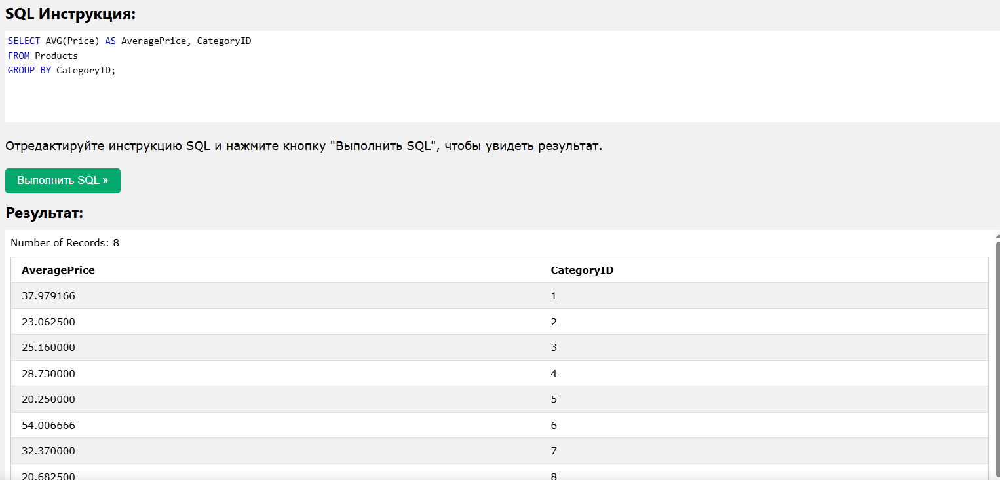 SQL Инструкция:
SELECT AVG(Price) AS AveragePrice, CategoryID
FROM Products
GROUP BY CategoryID;
Отредактируйте инструкцию SQL и нажмите кнопку "Выполнить SQL", чтобы увидеть результат.
Выполнить SQL »
Результат:
Number of Records: 8
AveragePrice CategoryID
37.979166 1
23.062500 2
25.160000 3
28.730000 4
20.250000 5
54.006666 6
32.370000 7
20.682500 8